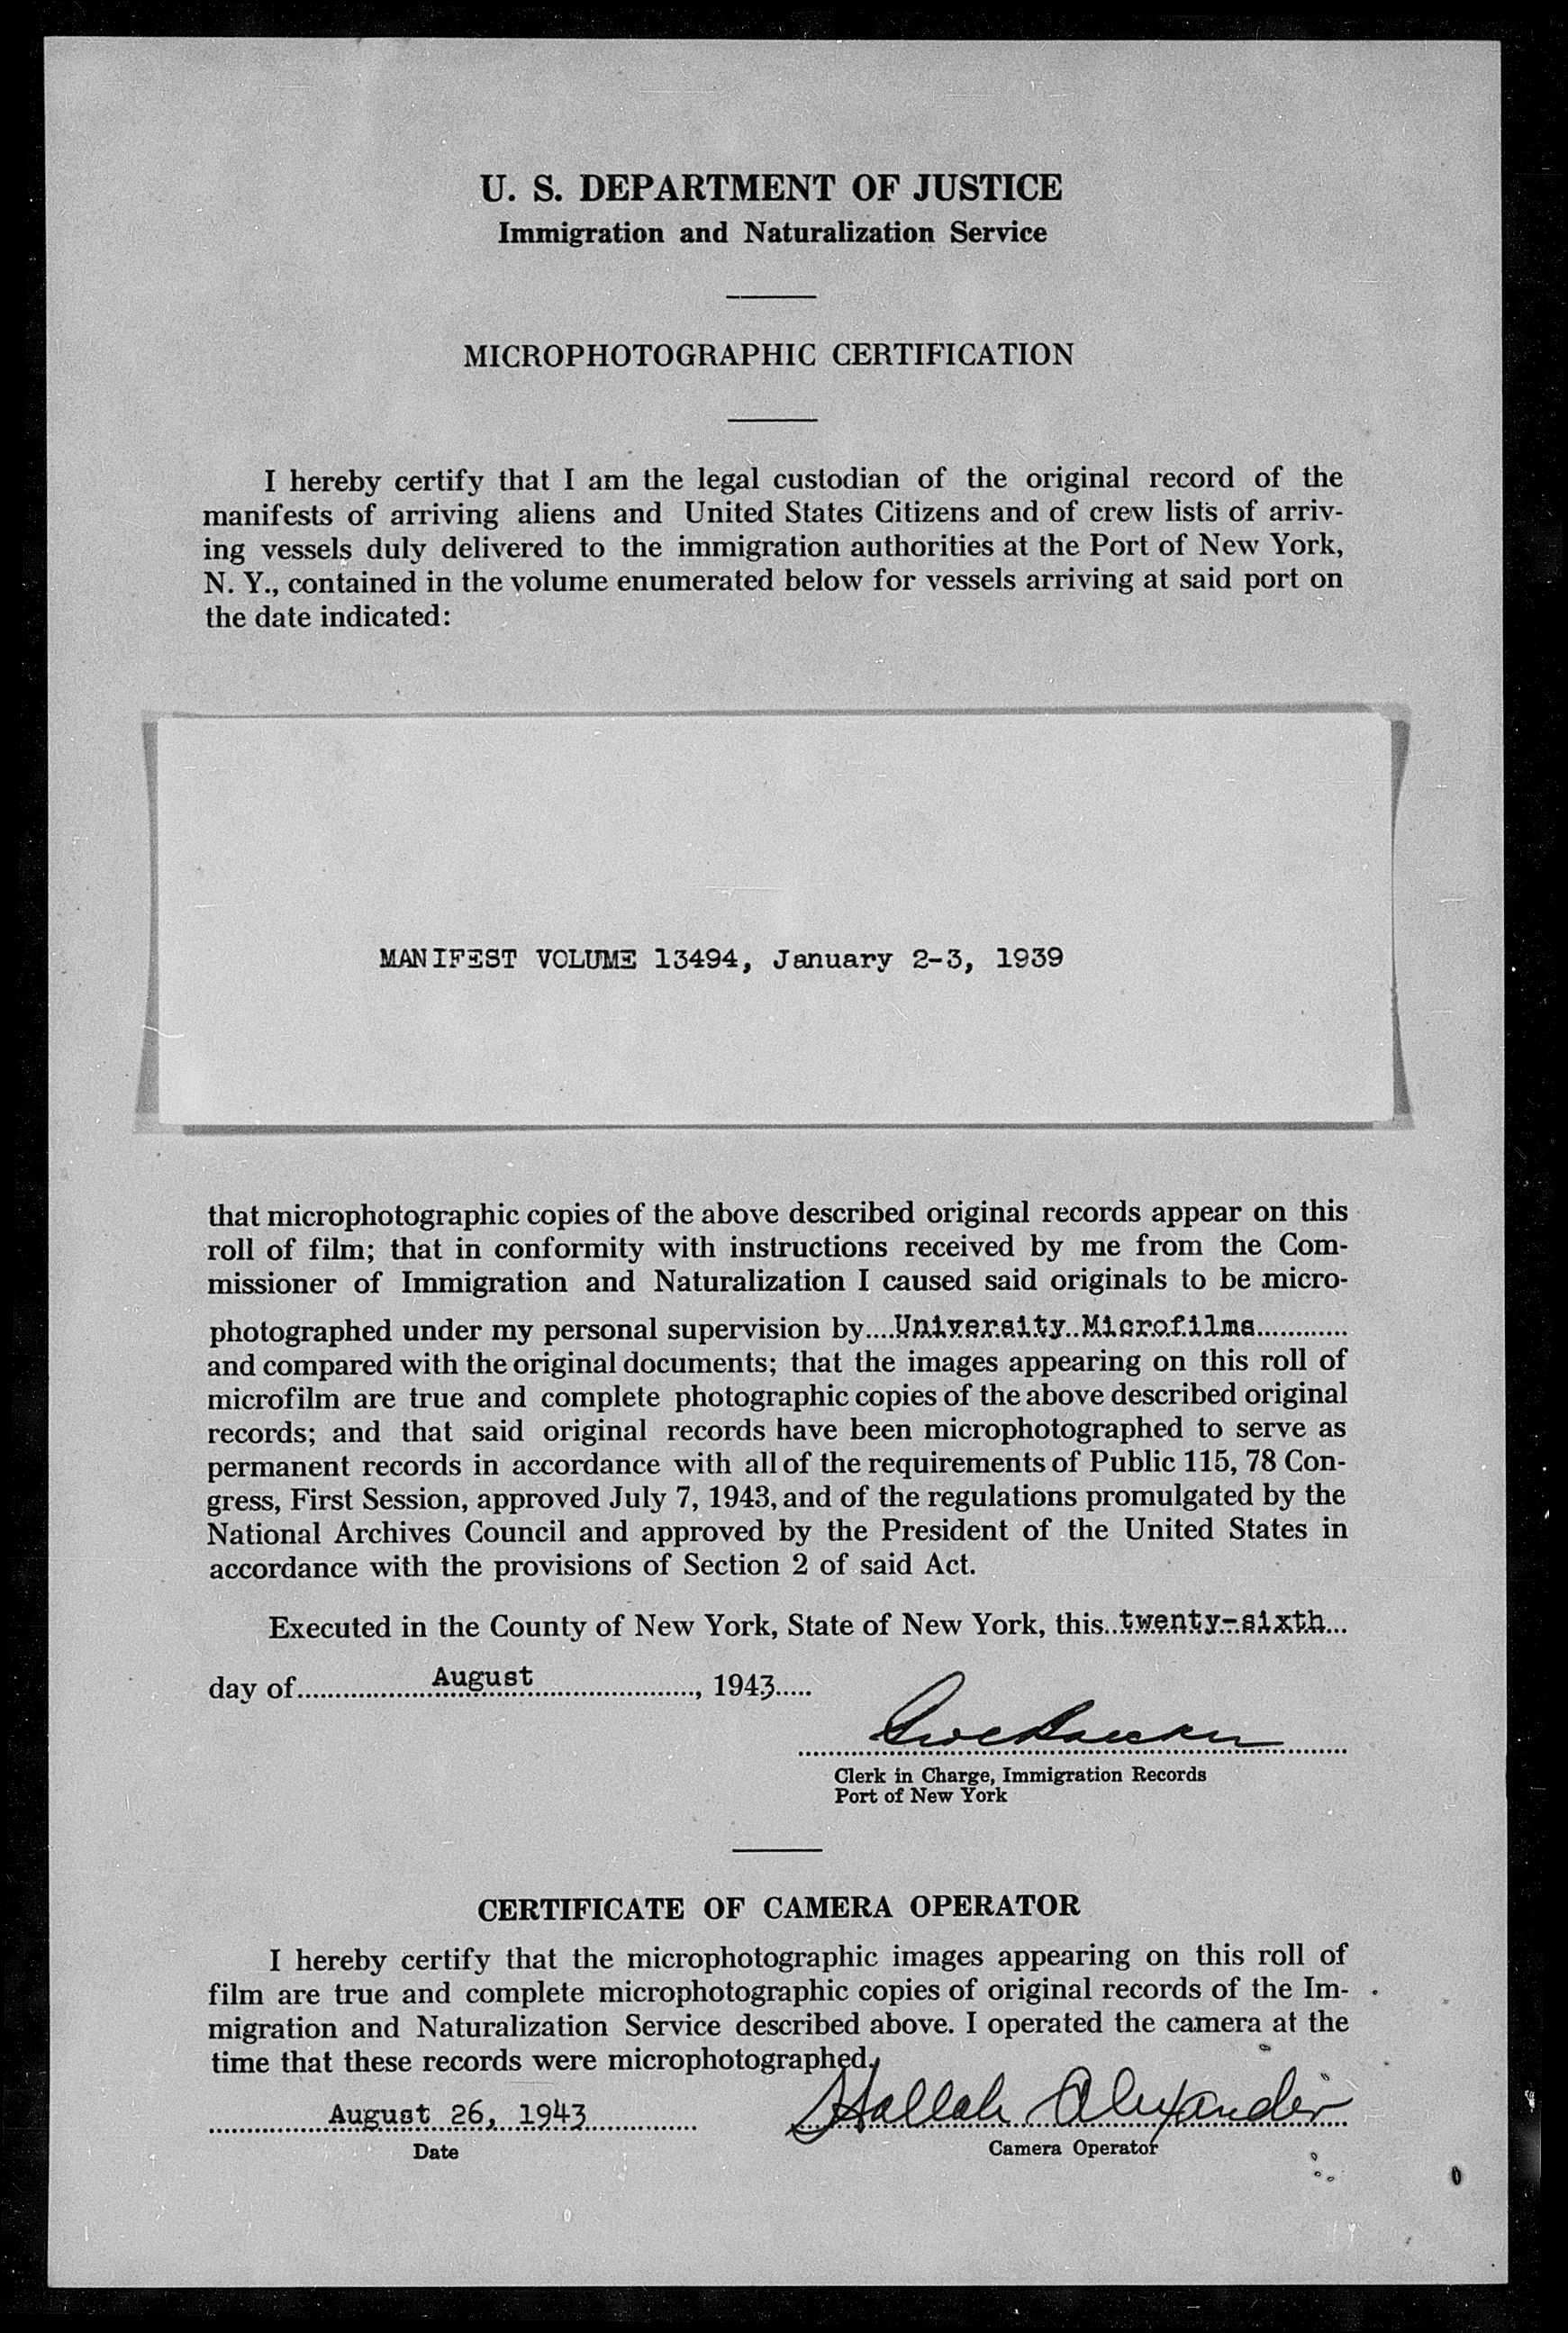 U. S. DEPARTMENT OF JUSTICE
Immigration and Naturalization Service
MICROPHOTOGRAPHIC CERTIFICATION
I hereby certify that I am the legal custodian of the original record of the
manifests of arriving aliens and United States Citizens and of crew lists of arriv-
ing vessels duly delivered to the immigration authorities at the Port of New York,
N. Y., contained in the volume enumerated below for vessels arriving at said port on
the date indicated:
MANIFEST VOLUME 13494, January 2-3, 1939
that microphotographic copies of the above described original records appear on this
roll of film; that in conformity with instructions received by me from the Com-
missioner of Immigration and Naturalization I caused said originals to be micro-
photographed under my personal supervision by....University Microfilms............
and compared with the original documents; that the images appearing on this roll of
microfilm are true and complete photographic copies of the above described original
records; and that said original records have been microphotographed to serve as
permanent records in accordance with all of the requirements of Public 115, 78 Con-
gress, First Session, approved July 7, 1943, and of the regulations promulgated by the
National Archives Council and approved by the President of the United States in
accordance with the provisions of Section 2 of said Act.
Executed in the County of New York, State of New York, this..twenty-sixth...
day of..................August......................, 1943.....
Clerk in Charge, Immigration Records
Port of New York
CERTIFICATE OF CAMERA OPERATOR
I hereby certify that the microphotographic images appearing on this roll of
film are true and complete microphotographic copies of original records of the Im-
migration and Naturalization Service described above. I operated the camera at the
time that these records were microphotographed.
August 26, 1943 Alexander
Date Camera Operator